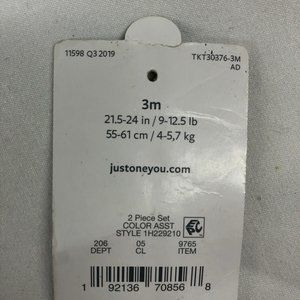 11598 Q3 2019 TKT30376-3M
AD
3m
21.5-24 in / 9-12.5 lb
55-61 cm / 4-5,7 kg
justoneyou.com
2 Piece Set
COLOR ASST
STYLE 1H229210
206 05 9765
DEPT CL ITEM
1 92136 70856 8